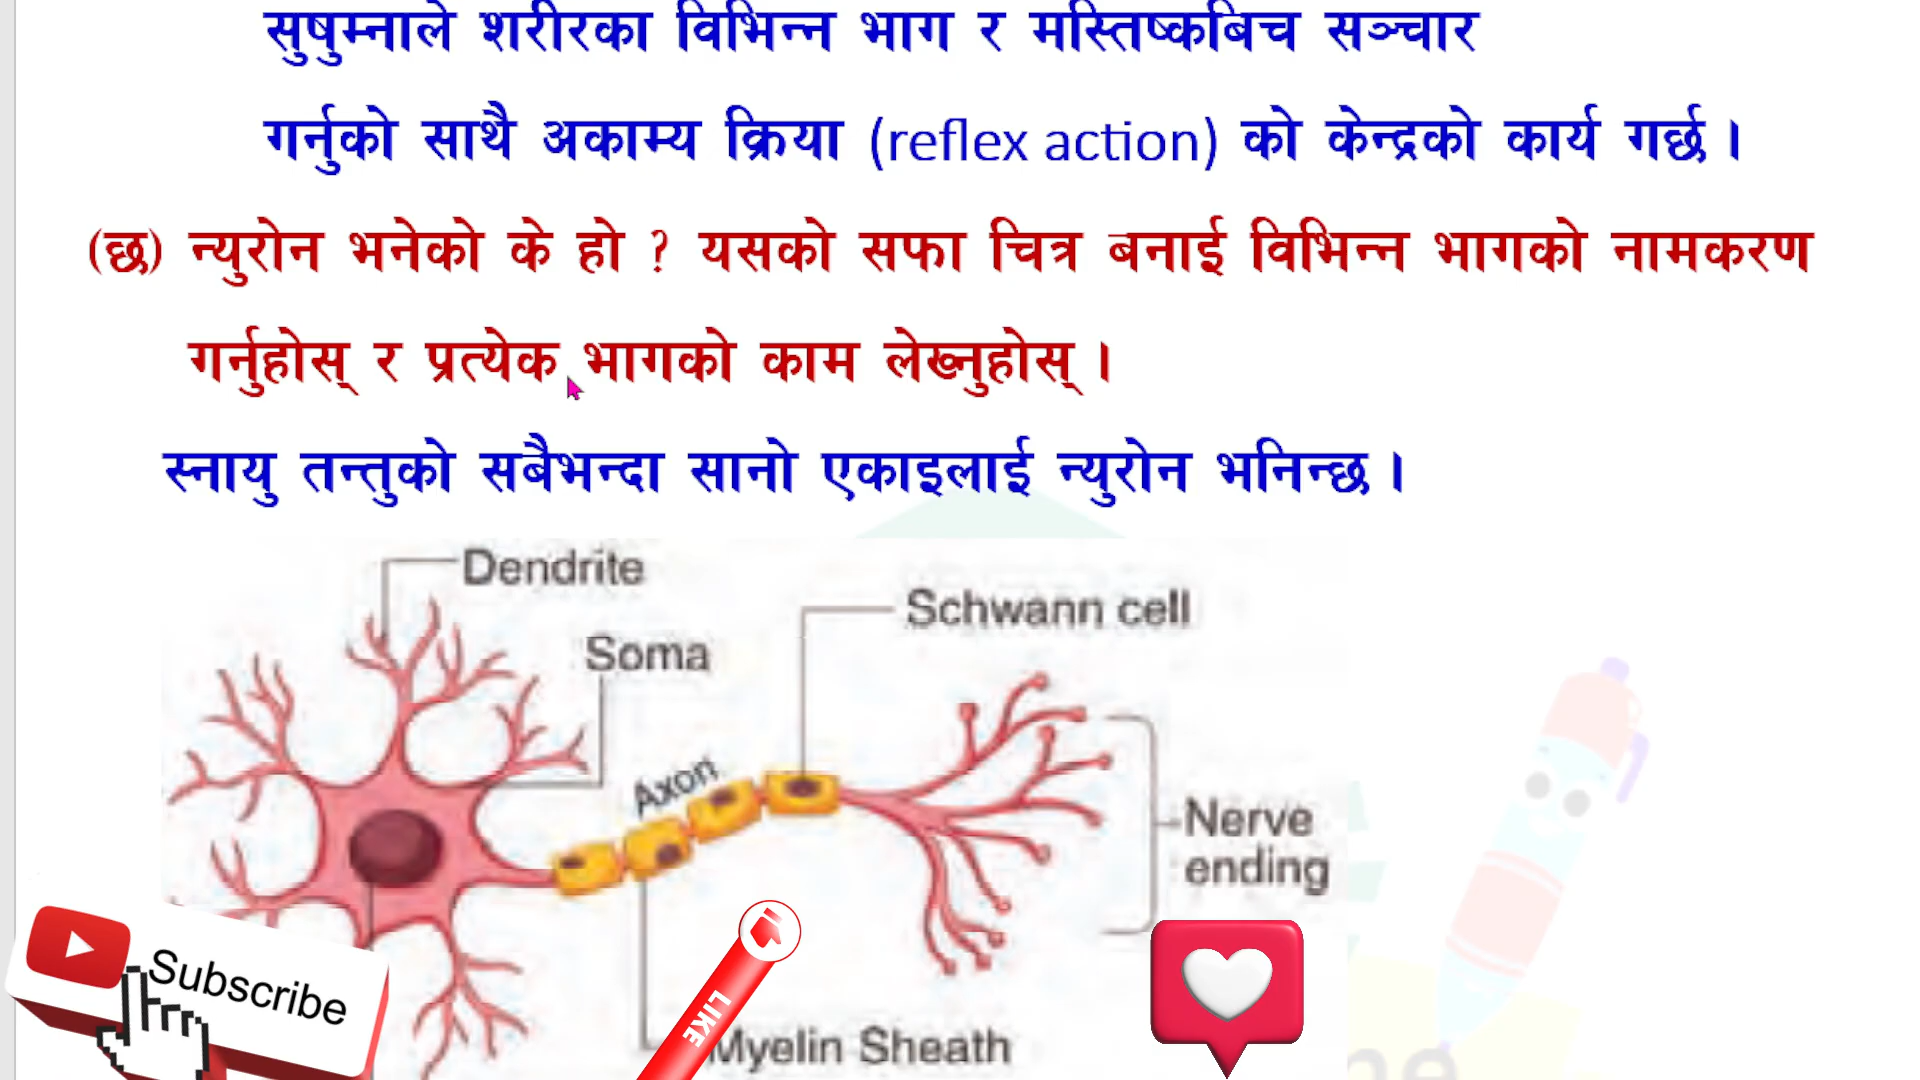 सुषुम्नाले शरीरका विभिन्न भाग र मस्तिष्कबिच सञ्चार
गर्नुको साथै अकाम्य क्रिया (reflex action) को केन्द्रको कार्य गर्छ ।
(छ) न्युरोन भनेको के हो ? यसको सफा चित्र बनाई विभिन्न भागको नामकरण
गर्नुहोस् र प्रत्येक भागको काम लेख्नुहोस् ।
स्नायु तन्तुको सबैभन्दा सानो एकाइलाई न्युरोन भनिन्छ ।
Dendrite
Schwann cell
Soma
Axon
Nerve
ending
Subscribe
LIKE
Myelin Sheath